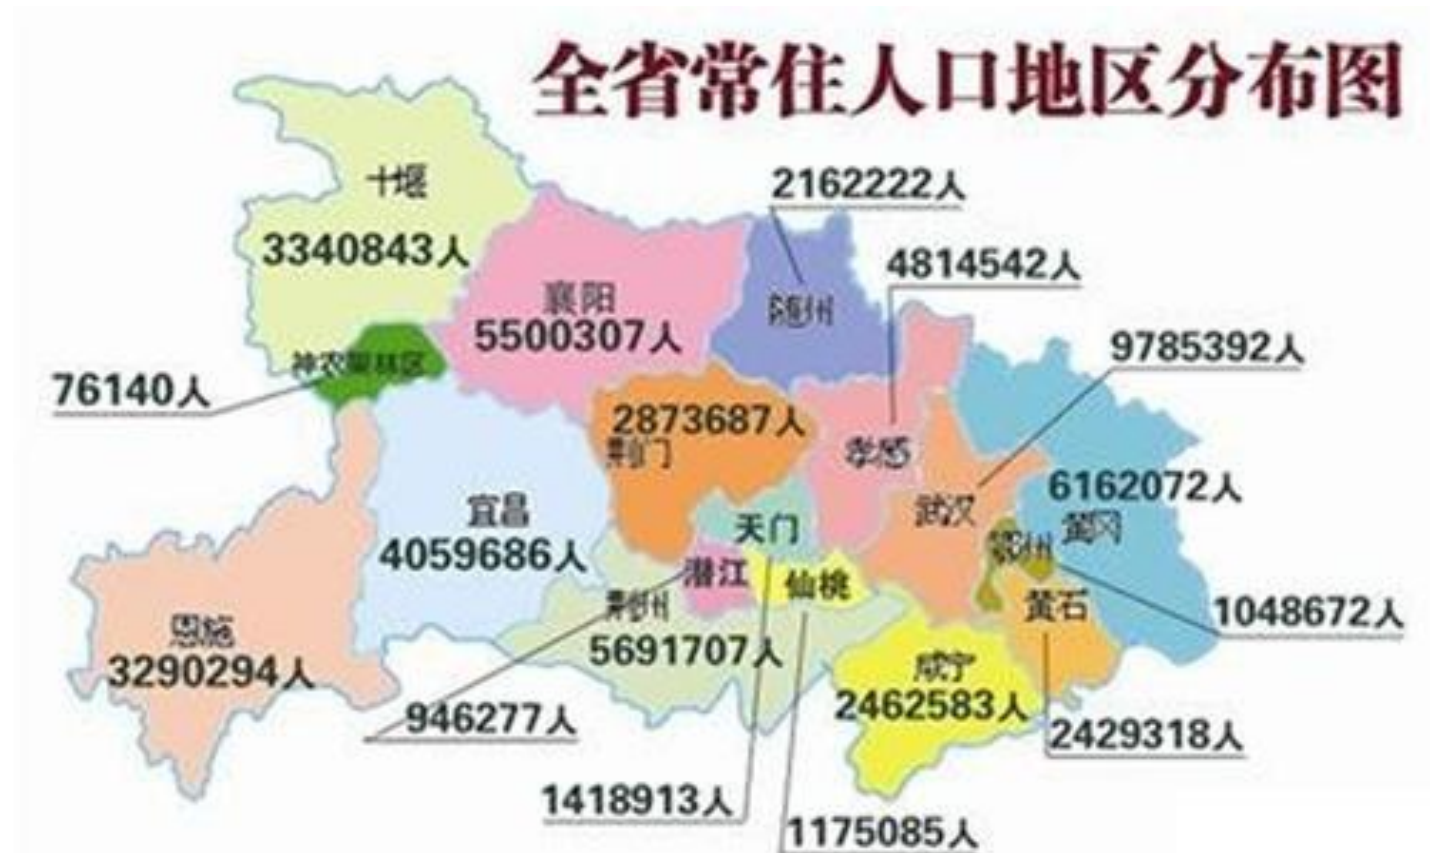 全省常住人口地区分布图
十堰
3340843人
2162222人
随州
4814542人
孝感
襄阳
5500307人
9785392人
武汉
神农架林区
76140人
2873687人
荆门
6162072人
黄冈
宜昌
4059686人
天门
潜江
仙桃
鄂州
1048672人
荆州
5691707人
黄石
恩施
3290294人
咸宁
2462583人
946277人
2429318人
1418913人
1175085人